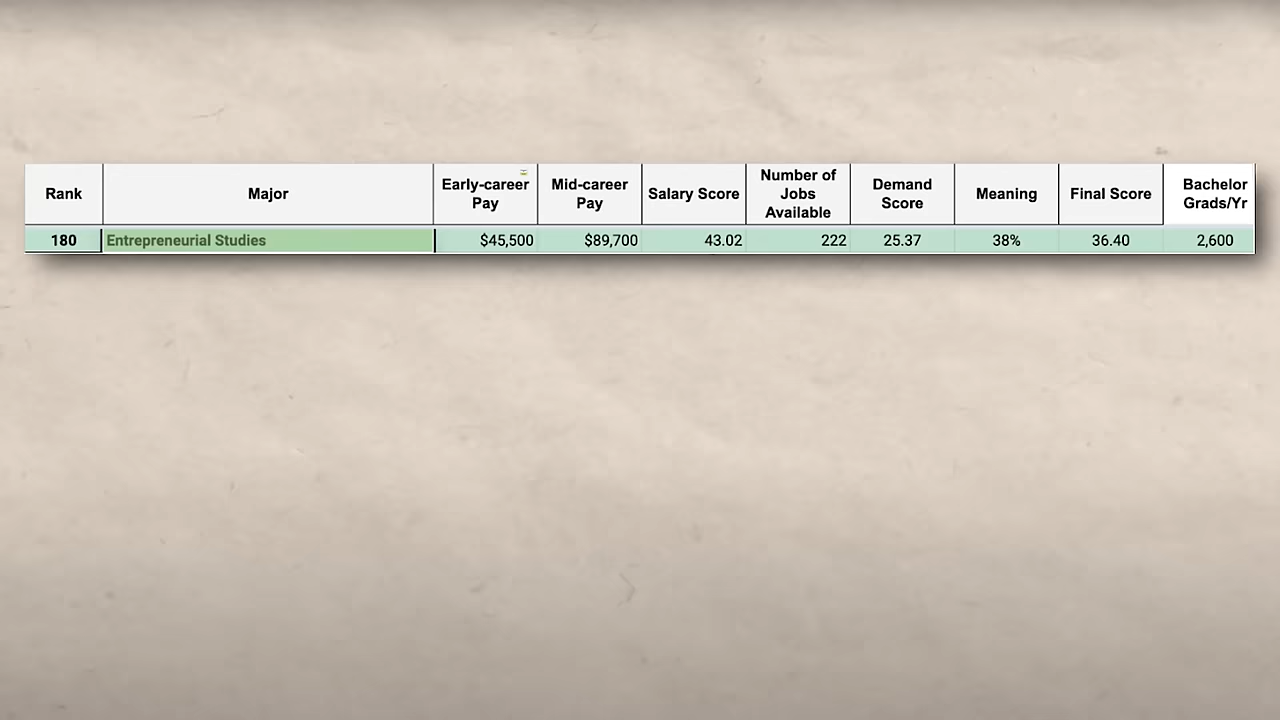 Rank Major Early-career Pay Mid-career Pay Salary Score Number of Jobs Available Demand Score Meaning Final Score Bachelor Grads/Yr
180 Entrepreneurial Studies $45,500 $89,700 43.02 222 25.37 38% 36.40 2,600